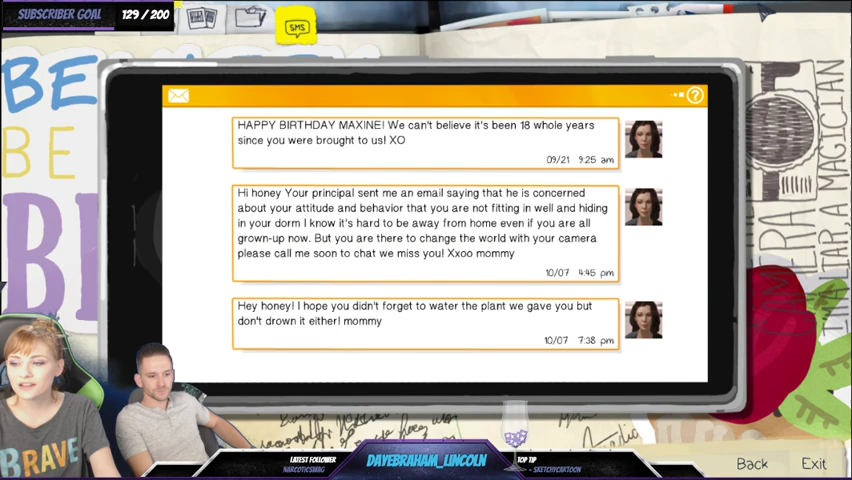 SUBSCRIBER GOAL 129 / 200
SMS
HAPPY BIRTHDAY MAXINE! We can't believe it's been 18 whole years
since you were brought to us! XO
09/21 9:25 am
Hi honey Your principal sent me an email saying that he is concerned
about your attitude and behavior that you are not fitting in well and hiding
in your dorm I know it's hard to be away from home even if you are all
grown-up now. But you are there to change the world with your camera
please call me soon to chat we miss you! Xxoo mommy
10/07 4:45 pm
Hey honey! I hope you didn't forget to water the plant we gave you but
don't drown it either! mommy
10/07 7:38 pm
BE
BE
A MAGICIAN
BRAVE
LATEST FOLLOWER
NARCOTICSWAG
DAYEBRAHAM_LINCOLN
TOP TIP
- SKETCHYCARTOON
Back Exit